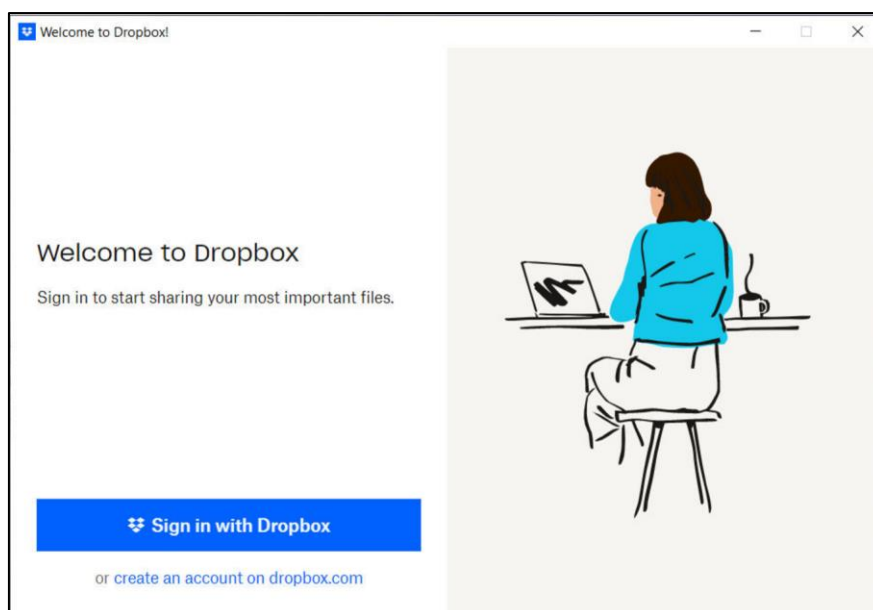 Welcome to Dropbox!
Welcome to Dropbox
Sign in to start sharing your most important files.
Sign in with Dropbox
or create an account on dropbox.com